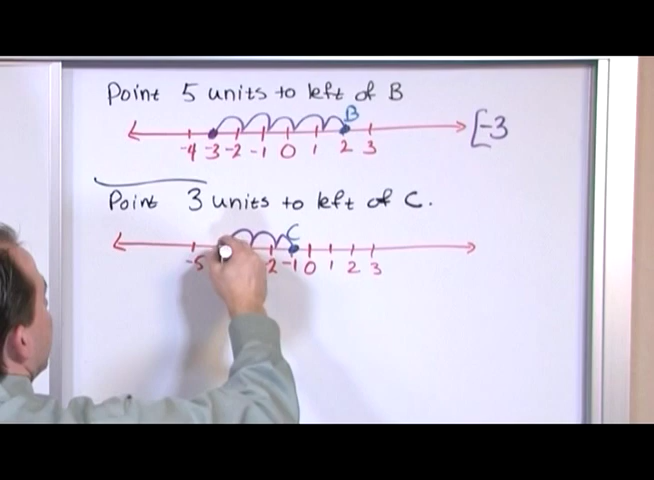 Point 5 units to left of B
B
-4 -3 -2 -1 0 1 2 3 [-3
Point 3 units to left of C.
C
-5 -2 -1 0 1 2 3